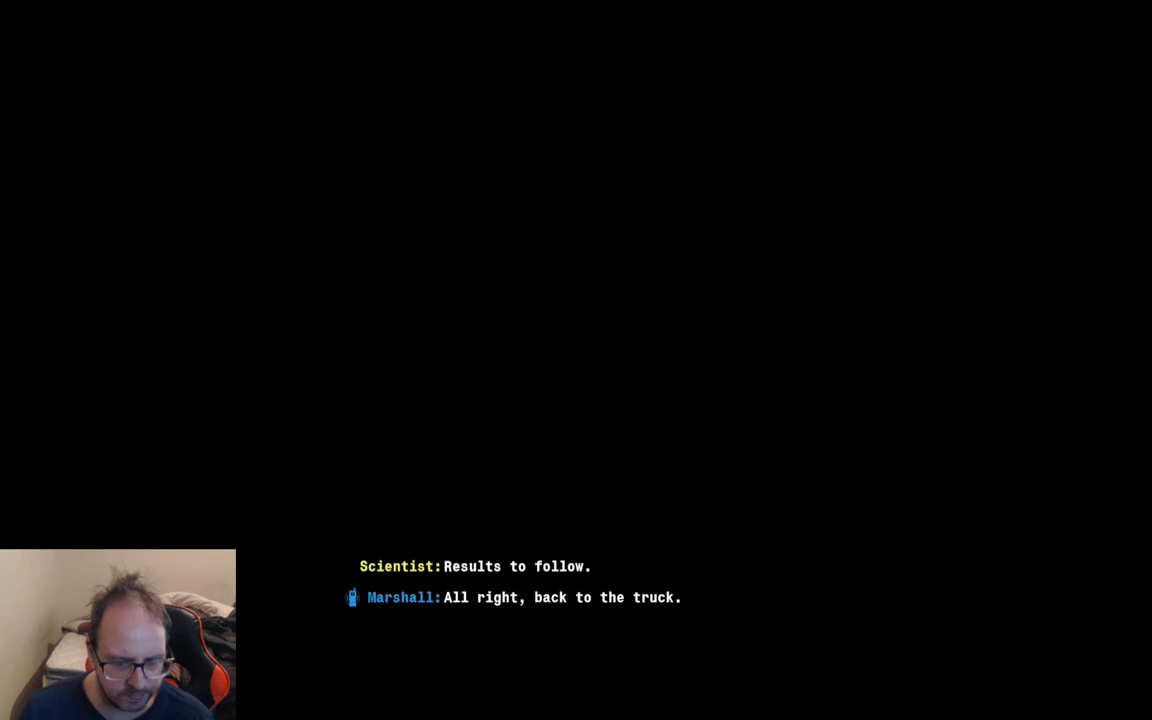 Scientist: Results to follow.
Marshall: All right, back to the truck.